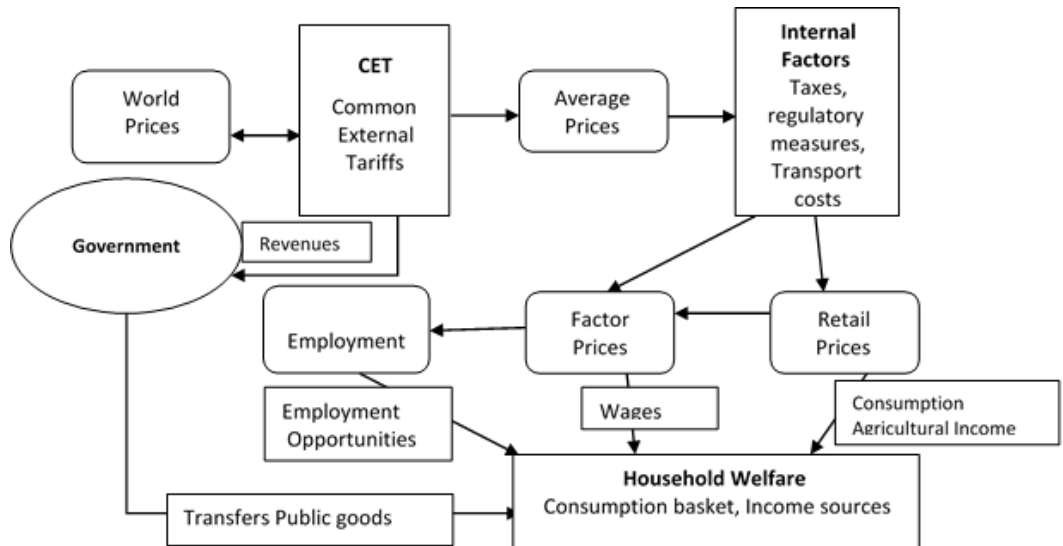 World
Prices
CET
Common
External
Tariffs
Average
Prices
Internal
Factors
Taxes,
regulatory
measures,
Transport
costs
Government
Revenues
Employment
Factor
Prices
Retail
Prices
Employment
Opportunities
Wages
Consumption
Agricultural Income
Household Welfare
Consumption basket, Income sources
Transfers Public goods